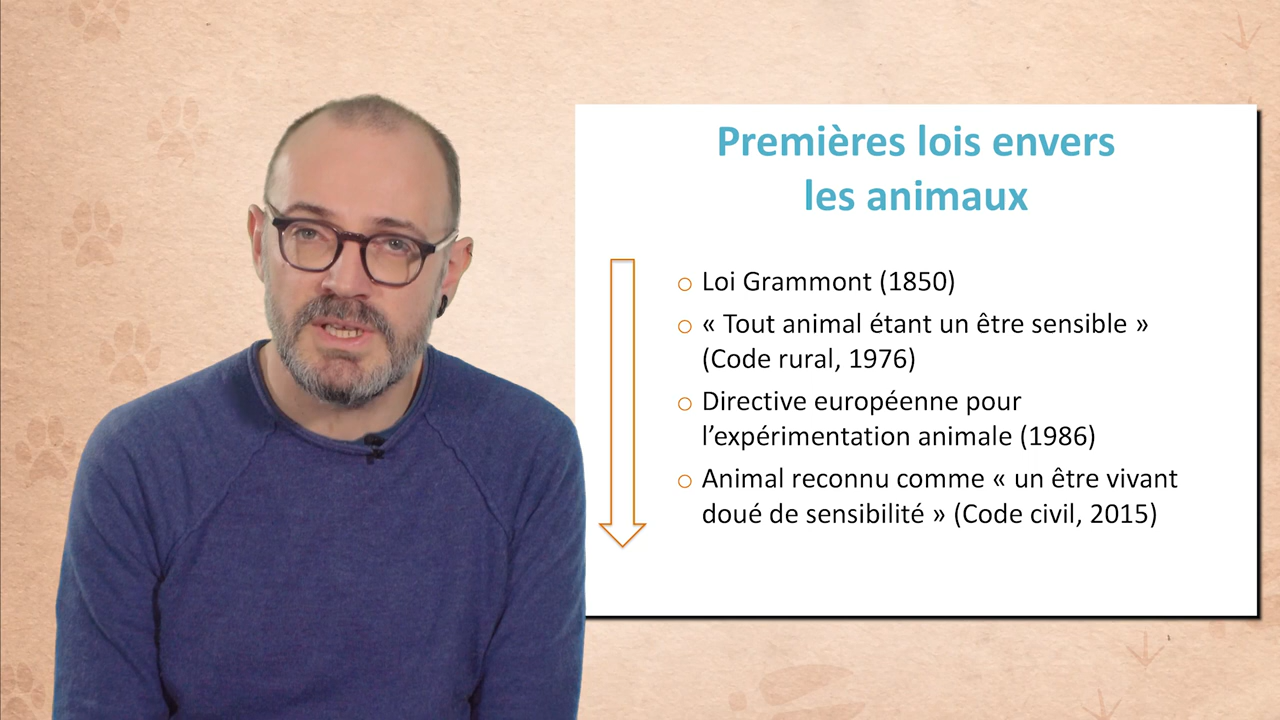 Premières lois envers
les animaux
Loi Grammont (1850)
« Tout animal étant un être sensible »
(Code rural, 1976)
Directive européenne pour
l’expérimentation animale (1986)
Animal reconnu comme « un être vivant
doué de sensibilité » (Code civil, 2015)